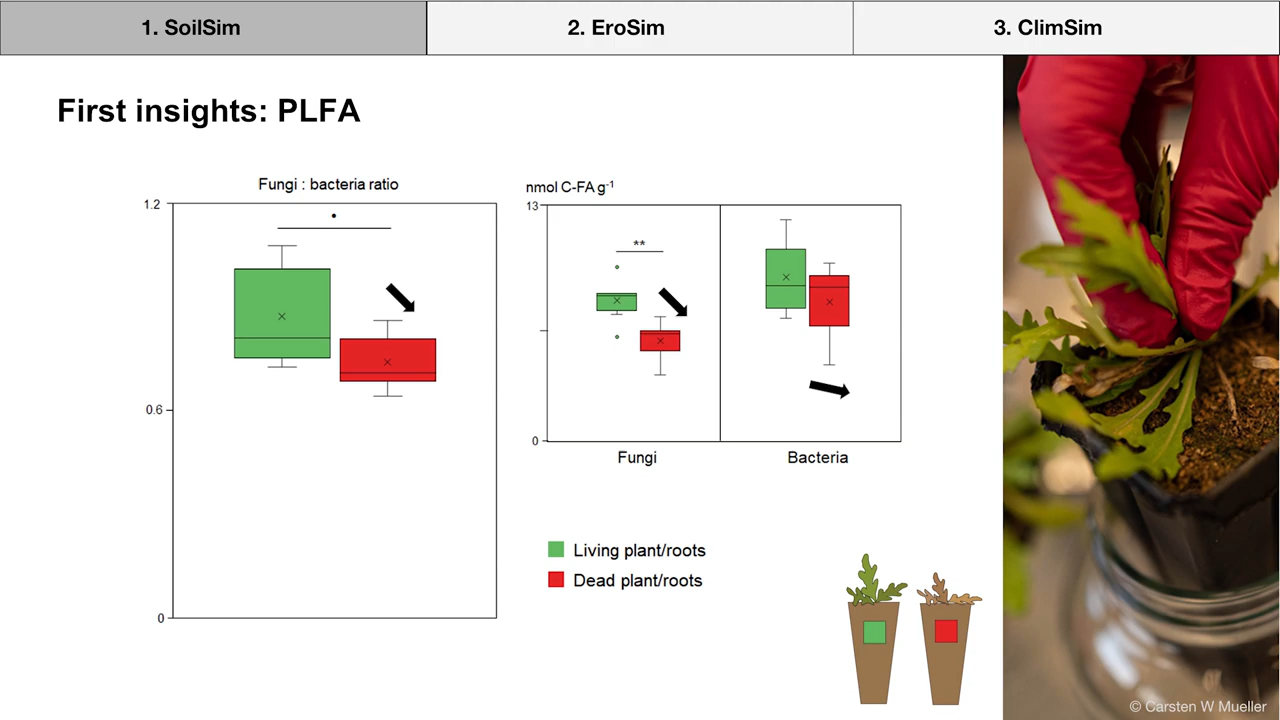 1. SoilSim
2. EroSim
3. ClimSim
First insights: PLFA
Fungi : bacteria ratio
1.2
•
0.6
0
nmol C-FA g⁻¹
13
**
0
Fungi
Bacteria
Living plant/roots
Dead plant/roots
© Carsten W Mueller